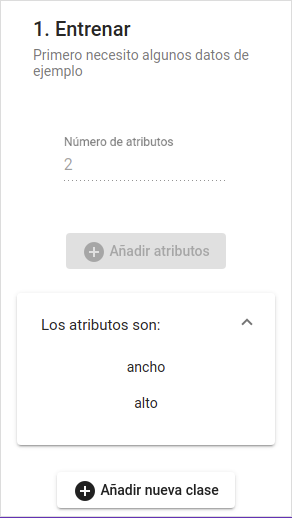 1. Entrenar
Primero necesito algunos datos de
ejemplo
Número de atributos
2
Añadir atributos
Los atributos son:
ancho
alto
Añadir nueva clase